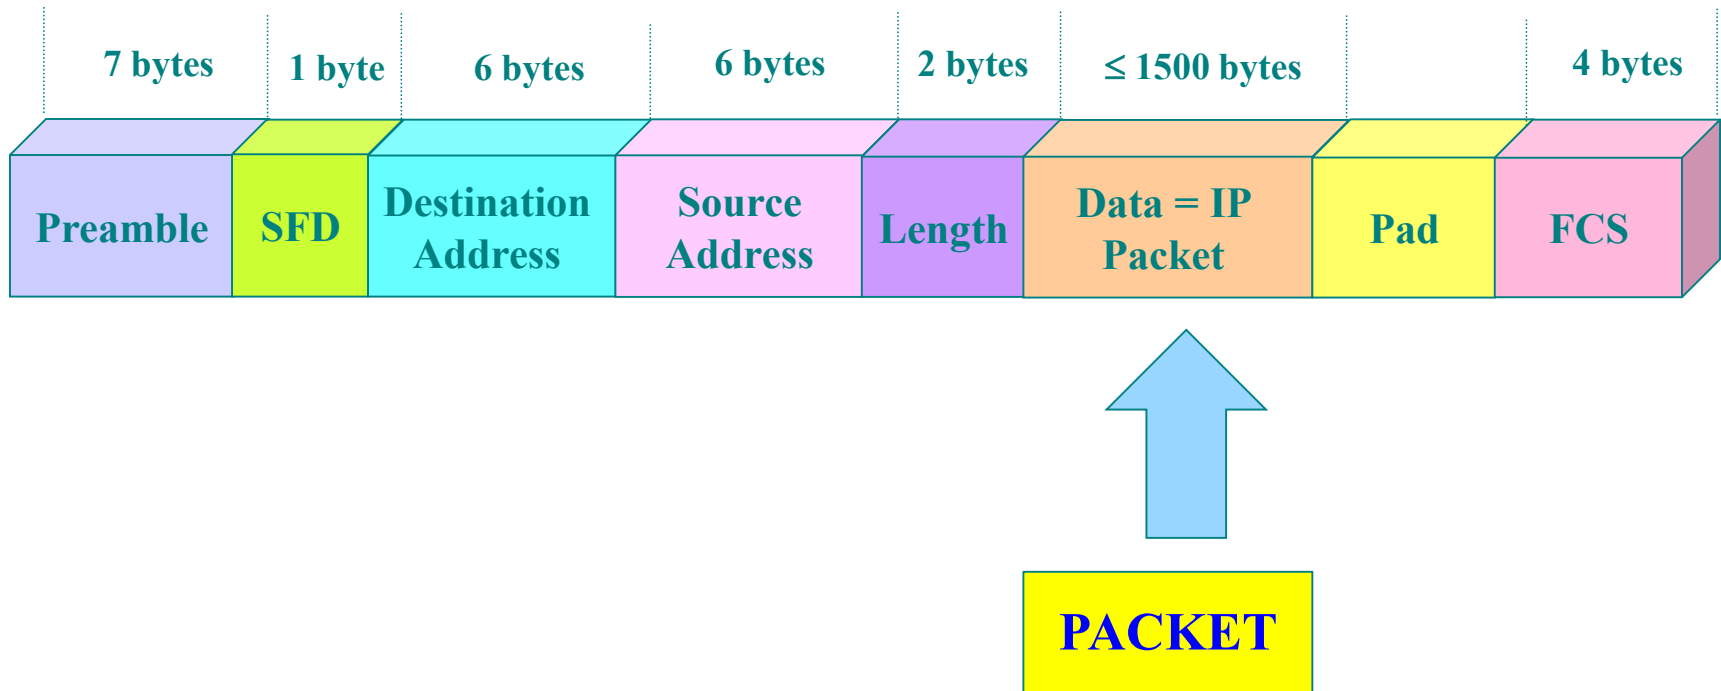 7 bytes
1 byte
6 bytes
6 bytes
2 bytes
≤ 1500 bytes
4 bytes
Preamble
SFD
Destination
Address
Source
Address
Length
Data = IP
Packet
Pad
FCS
PACKET